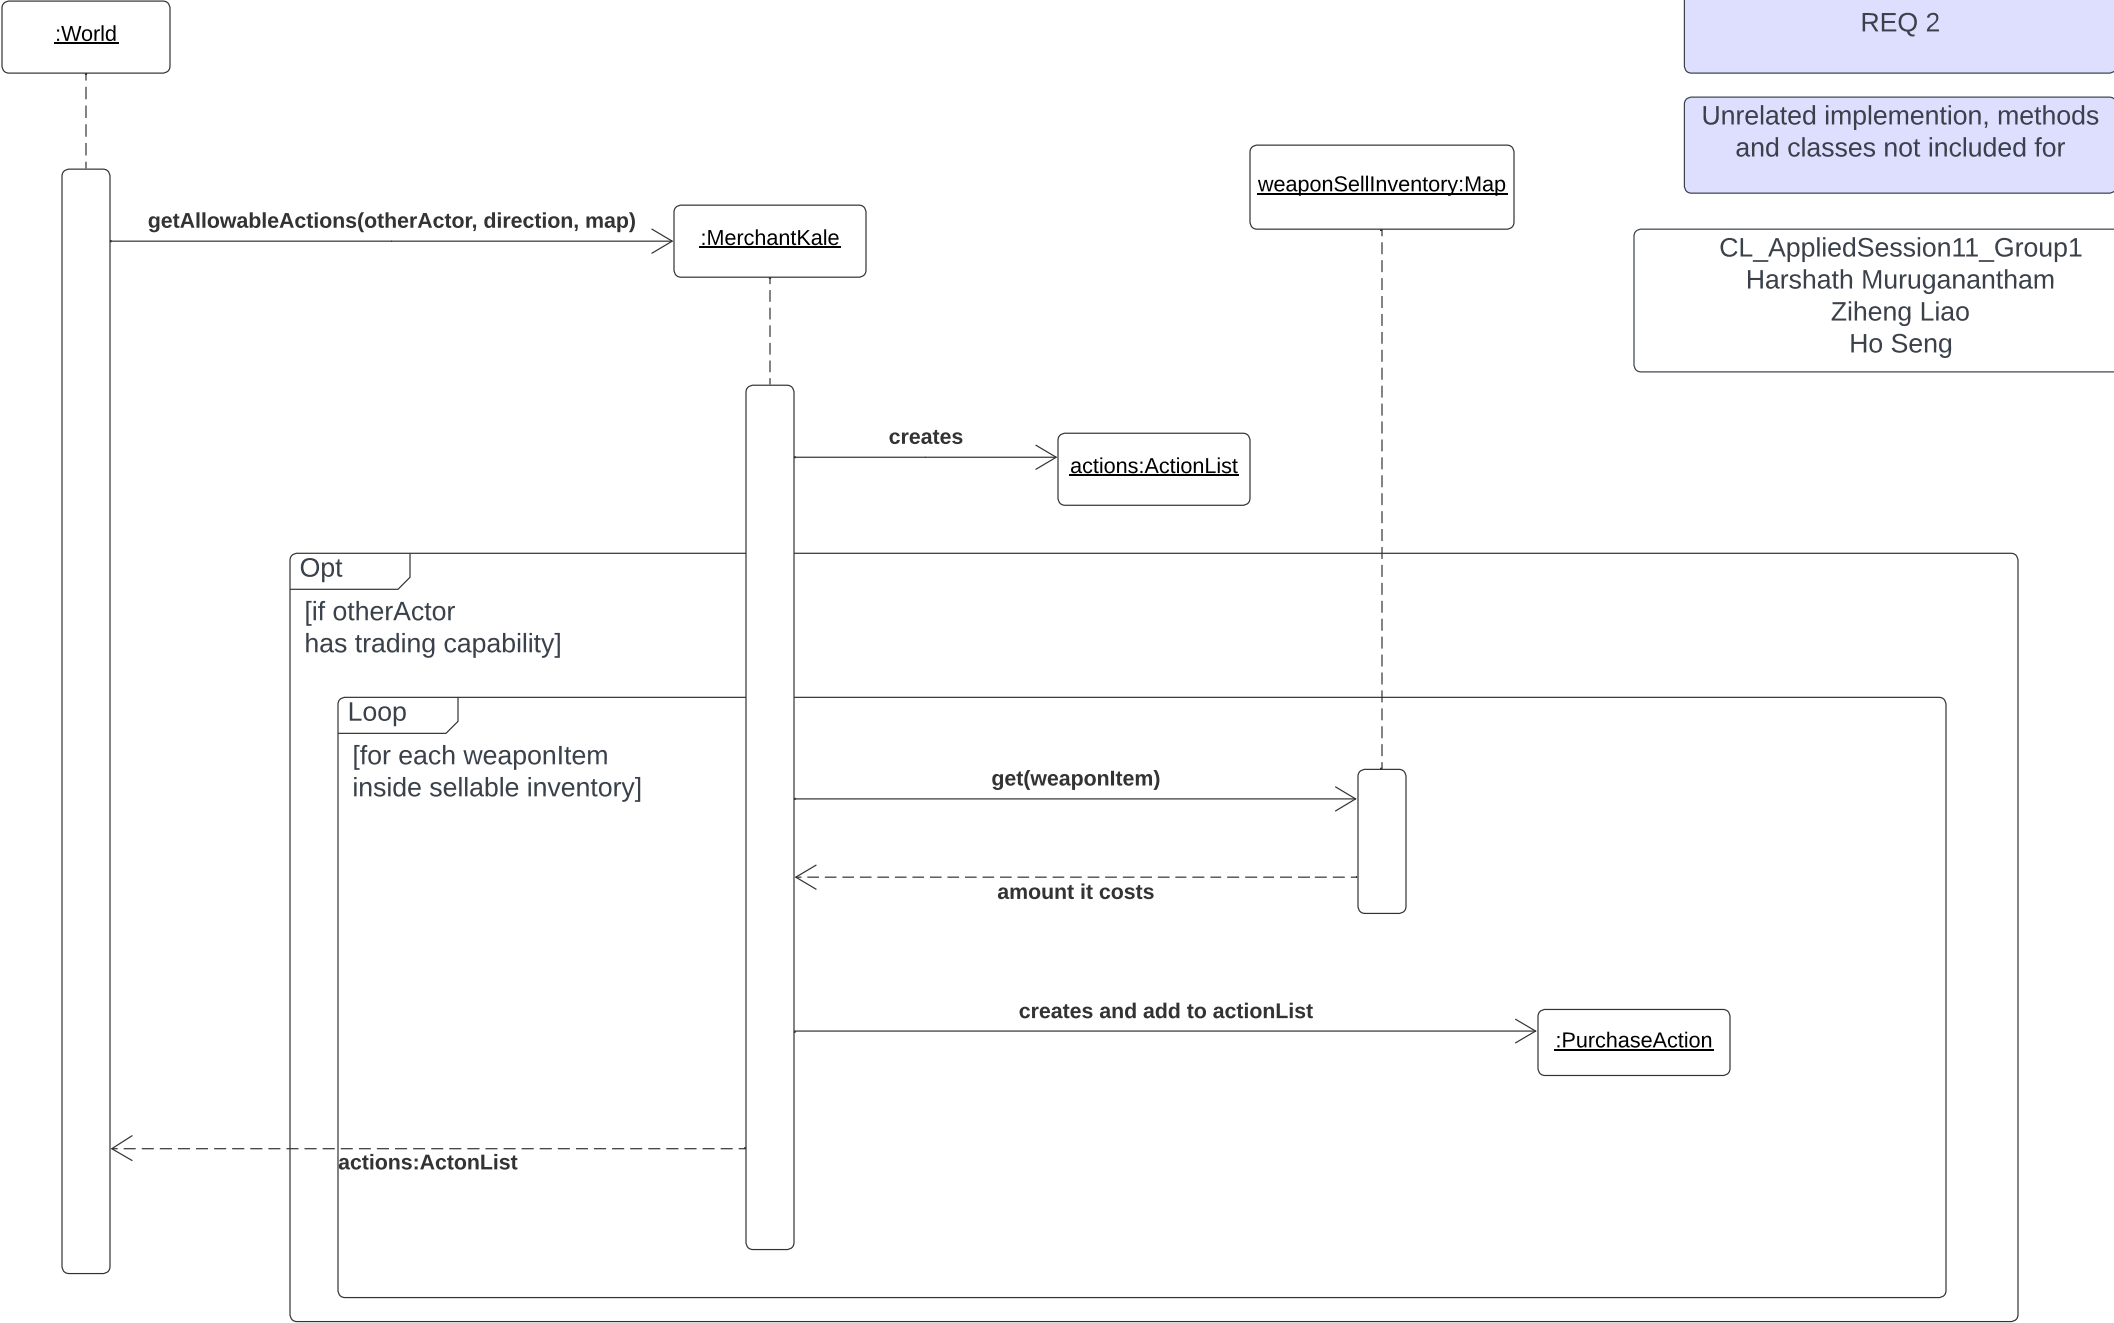 :World
REQ 2
Unrelated implemention, methods
and classes not included for
weaponSellInventory:Map
getAllowableActions(otherActor, direction, map)
:MerchantKale
CL_AppliedSession11_Group1
Harshath Muruganantham
Ziheng Liao
Ho Seng
creates
actions:ActionList
Opt
[if otherActor
has trading capability]
Loop
[for each weaponItem
inside sellable inventory]
get(weaponItem)
amount it costs
creates and add to actionList
:PurchaseAction
actions:ActonList